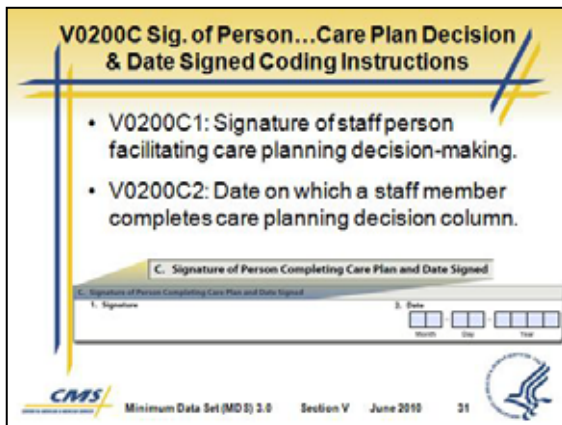 V0200C Sig. of Person...Care Plan Decision
& Date Signed Coding Instructions
• V0200C1: Signature of staff person
facilitating care planning decision-making.
• V0200C2: Date on which a staff member
completes care planning decision column.
C. Signature of Person Completing Care Plan and Date Signed
C. Signature of Person Completing Care Plan and Date Signed
1. Signature 2. Date
Month Day Year
CMS
Minimum Data Set (MDS) 3.0 Section V June 2010 31